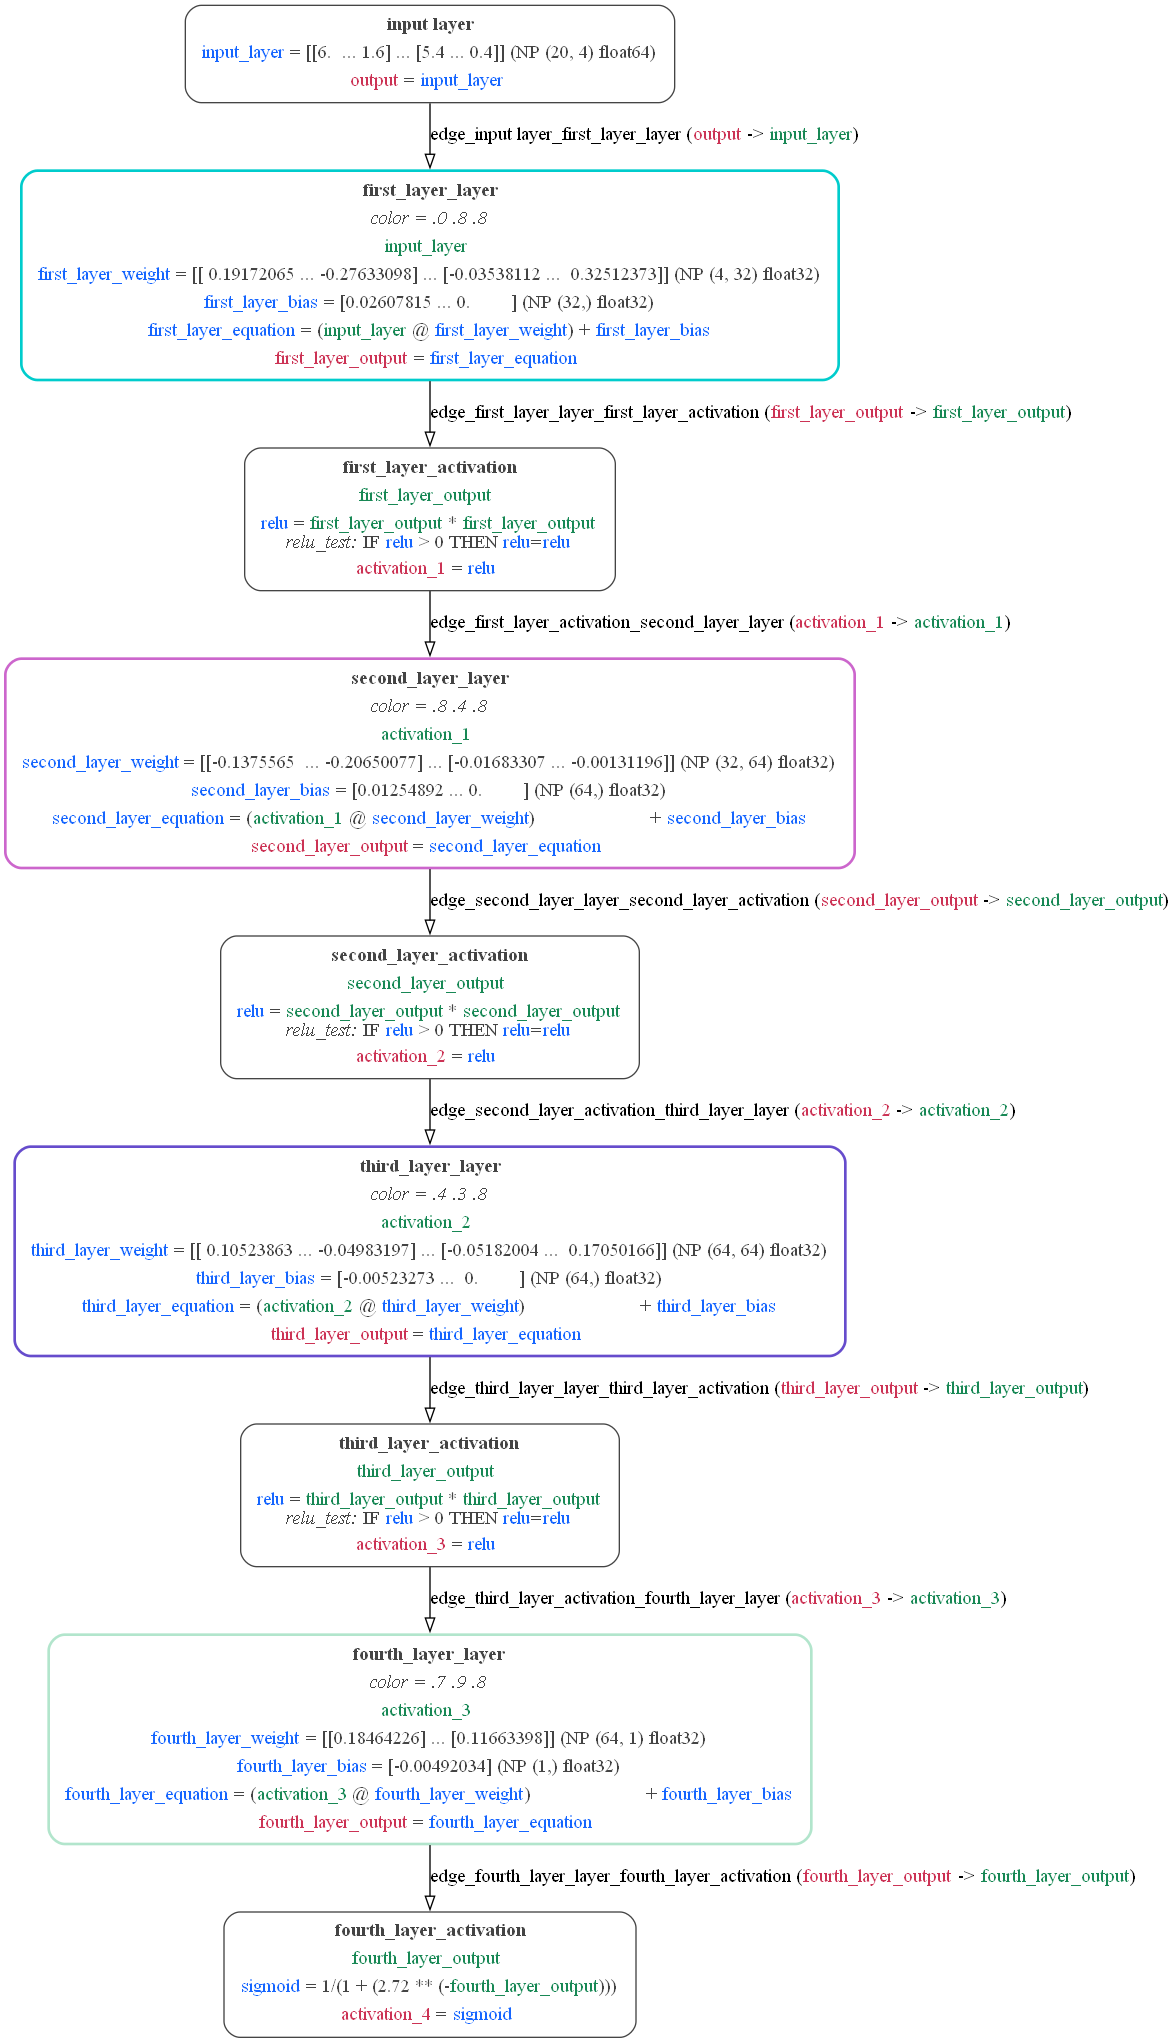 input layer
input_layer = [[6.  ... 1.6] ... [5.4 ... 0.4]] (NP (20, 4) float64)
output = input_layer
edge_input layer_first_layer_layer (output -> input_layer)
first_layer_layer
color = .0 .8 .8
input_layer
first_layer_weight = [[ 0.19172065 ... -0.27633098] ... [-0.03538112 ...  0.32512373]] (NP (4, 32) float32)
first_layer_bias = [0.02607815 ... 0.        ] (NP (32,) float32)
first_layer_equation = (input_layer @ first_layer_weight) + first_layer_bias
first_layer_output = first_layer_equation
edge_first_layer_layer_first_layer_activation (first_layer_output -> first_layer_output)
first_layer_activation
first_layer_output
relu = first_layer_output * first_layer_output
relu_test: IF relu > 0 THEN relu=relu
activation_1 = relu
edge_first_layer_activation_second_layer_layer (activation_1 -> activation_1)
second_layer_layer
color = .8 .4 .8
activation_1
second_layer_weight = [[-0.1375565  ... -0.20650077] ... [-0.01683307 ... -0.00131196]] (NP (32, 64) float32)
second_layer_bias = [0.01254892 ... 0.        ] (NP (64,) float32)
second_layer_equation = (activation_1 @ second_layer_weight)                        + second_layer_bias
second_layer_output = second_layer_equation
edge_second_layer_layer_second_layer_activation (second_layer_output -> second_layer_output)
second_layer_activation
second_layer_output
relu = second_layer_output * second_layer_output
relu_test: IF relu > 0 THEN relu=relu
activation_2 = relu
edge_second_layer_activation_third_layer_layer (activation_2 -> activation_2)
third_layer_layer
color = .4 .3 .8
activation_2
third_layer_weight = [[ 0.10523863 ... -0.04983197] ... [-0.05182004 ...  0.17050166]] (NP (64, 64) float32)
third_layer_bias = [-0.00523273 ...  0.        ] (NP (64,) float32)
third_layer_equation = (activation_2 @ third_layer_weight)                        + third_layer_bias
third_layer_output = third_layer_equation
edge_third_layer_layer_third_layer_activation (third_layer_output -> third_layer_output)
third_layer_activation
third_layer_output
relu = third_layer_output * third_layer_output
relu_test: IF relu > 0 THEN relu=relu
activation_3 = relu
edge_third_layer_activation_fourth_layer_layer (activation_3 -> activation_3)
fourth_layer_layer
color = .7 .9 .8
activation_3
fourth_layer_weight = [[0.18464226] ... [0.11663398]] (NP (64, 1) float32)
fourth_layer_bias = [-0.00492034] (NP (1,) float32)
fourth_layer_equation = (activation_3 @ fourth_layer_weight)                        + fourth_layer_bias
fourth_layer_output = fourth_layer_equation
edge_fourth_layer_layer_fourth_layer_activation (fourth_layer_output -> fourth_layer_output)
fourth_layer_activation
fourth_layer_output
sigmoid = 1/(1 + (2.72 ** (-fourth_layer_output)))
activation_4 = sigmoid